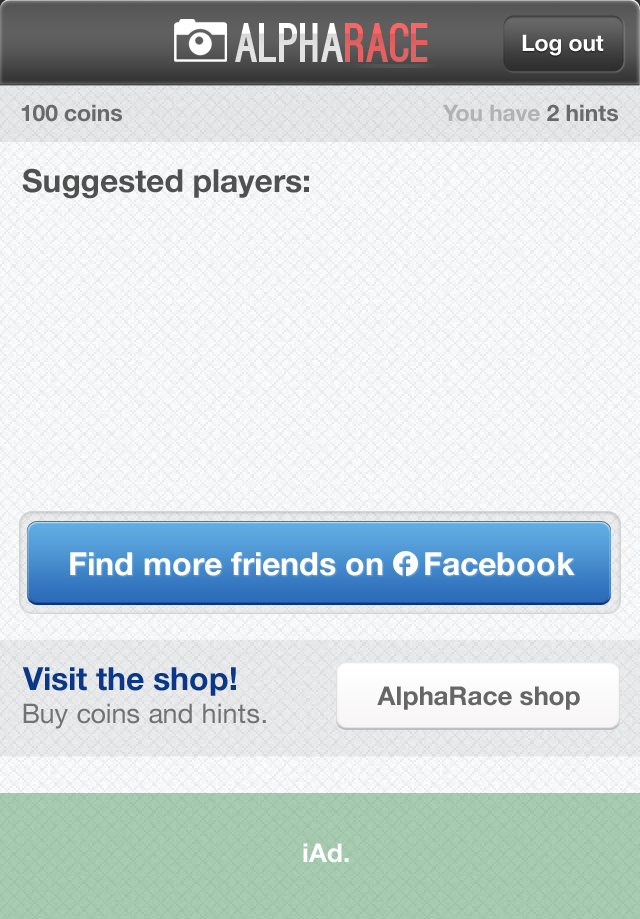 ALPHARACE
Log out
100 coins
You have 2 hints
Suggested players:
Find more friends on Facebook
Visit the shop!
Buy coins and hints.
AlphaRace shop
iAd.